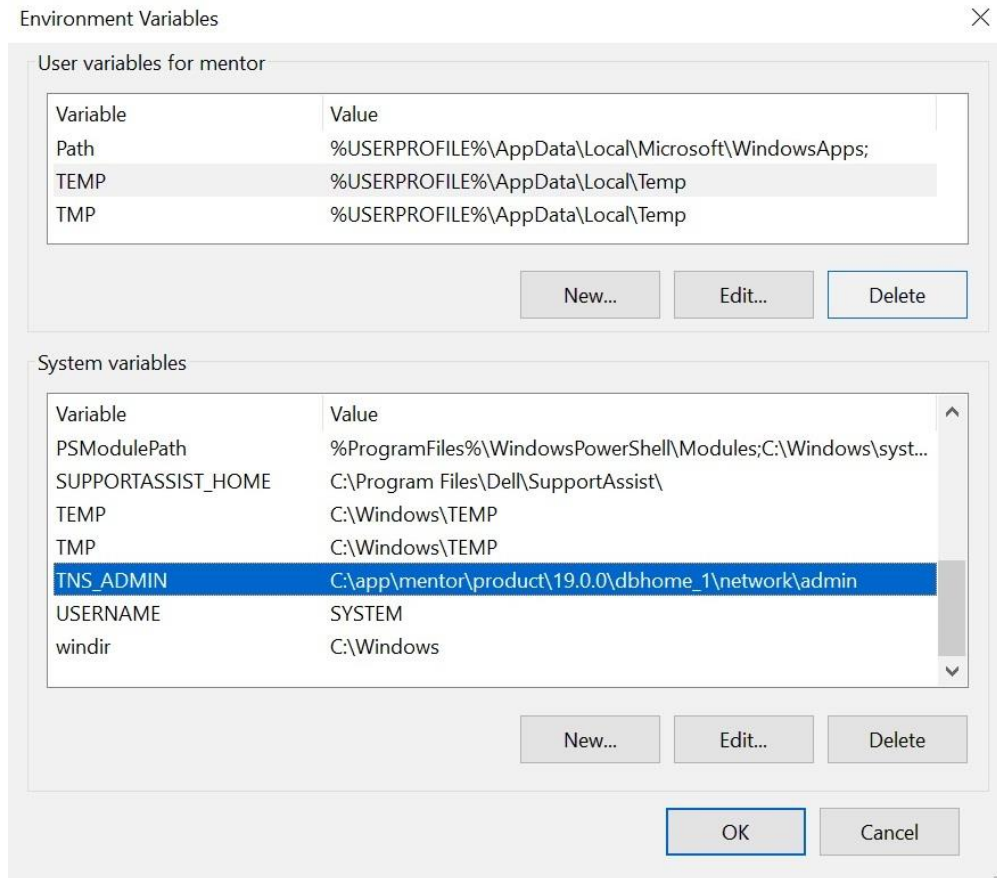 Environment Variables
User variables for mentor
Variable Value
Path %USERPROFILE%\AppData\Local\Microsoft\WindowsApps;
TEMP %USERPROFILE%\AppData\Local\Temp
TMP %USERPROFILE%\AppData\Local\Temp
New... Edit... Delete
System variables
Variable Value
PSModulePath %ProgramFiles%\WindowsPowerShell\Modules;C:\Windows\syst...
SUPPORTASSIST_HOME C:\Program Files\Dell\SupportAssist\
TEMP C:\Windows\TEMP
TMP C:\Windows\TEMP
TNS_ADMIN C:\app\mentor\product\19.0.0\dbhome_1\network\admin
USERNAME SYSTEM
windir C:\Windows
New... Edit... Delete
OK Cancel